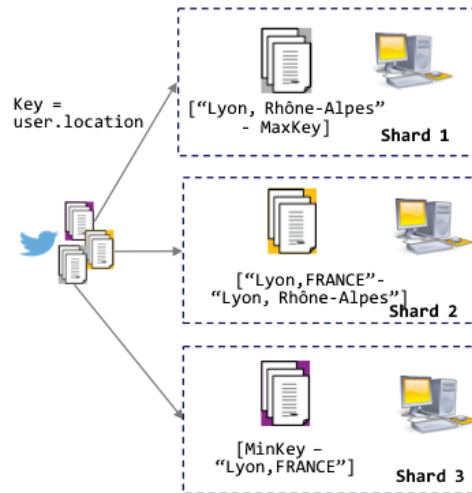 Key =
user.location
[“Lyon, Rhône-Alpes”
- MaxKey]
Shard 1
[“Lyon,FRANCE”-
“Lyon, Rhône-Alpes”]
Shard 2
[MinKey –
“Lyon,FRANCE”]
Shard 3